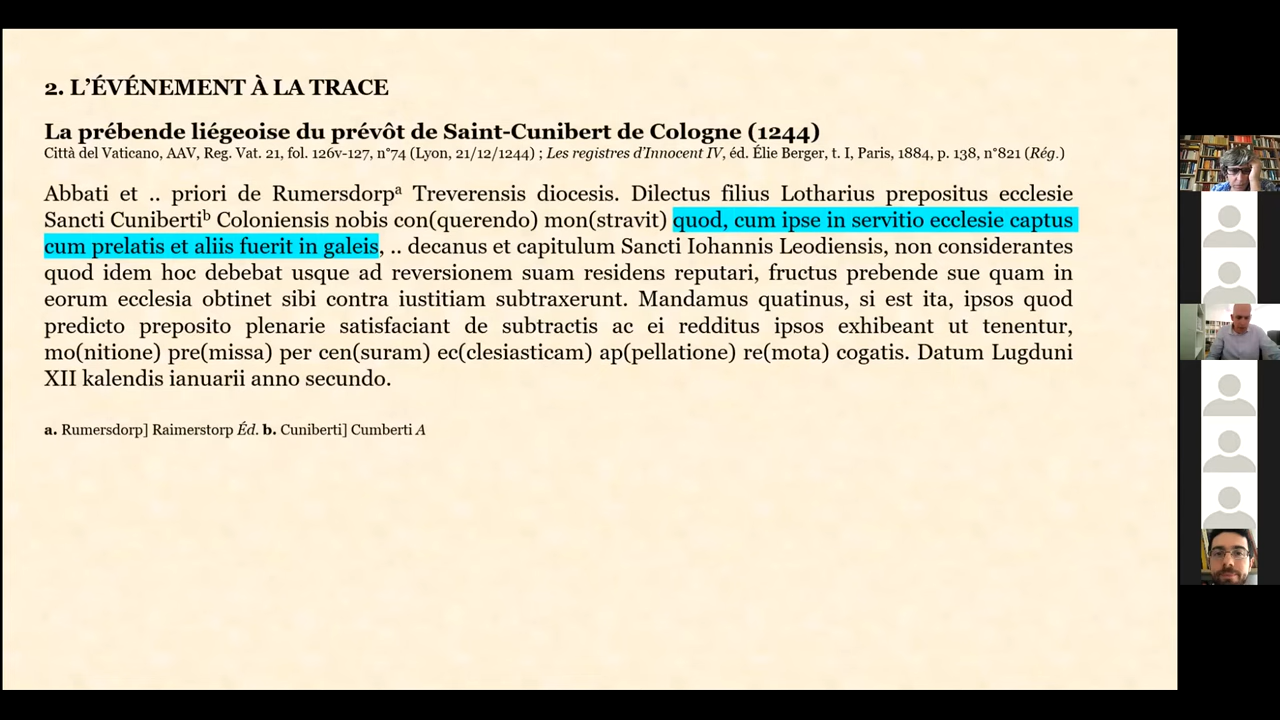 2. L’ÉVÉNEMENT À LA TRACE
La prébende liégeoise du prévôt de Saint-Cunibert de Cologne (1244)
Città del Vaticano, AAV, Reg. Vat. 21, fol. 126v-127, n°74 (Lyon, 21/12/1244) ; Les registres d’Innocent IV, éd. Élie Berger, t. I, Paris, 1884, p. 138, n°821 (Rég.)
Abbati et .. priori de Rumersdorpᵃ Treverensis diocesis. Dilectus filius Lotharius prepositus ecclesie
Sancti Cunibertiᵇ Coloniensis nobis con(querendo) mon(stravit) quod, cum ipse in servitio ecclesie captus
cum prelatis et aliis fuerit in galeis, .. decanus et capitulum Sancti Iohannis Leodiensis, non considerantes
quod idem hoc debebat usque ad reversionem suam residens reputari, fructus prebende sue quam in
eorum ecclesia obtinet sibi contra iustitiam subtraxerunt. Mandamus quatinus, si est ita, ipsos quod
predicto preposito plenarie satisfaciant de subtractis ac ei redditus ipsos exhibeant ut tenentur,
mo(nitione) pre(missa) per cen(suram) ec(clesiasticam) ap(pellatione) re(mota) cogatis. Datum Lugduni
XII kalendis ianuarii anno secundo.
a. Rumersdorp] Raimerstorp Éd. b. Cuniberti] Cumberti A